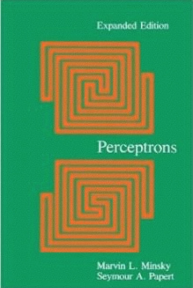 Expanded Edition
Perceptrons
Marvin L. Minsky
Seymour A. Papert